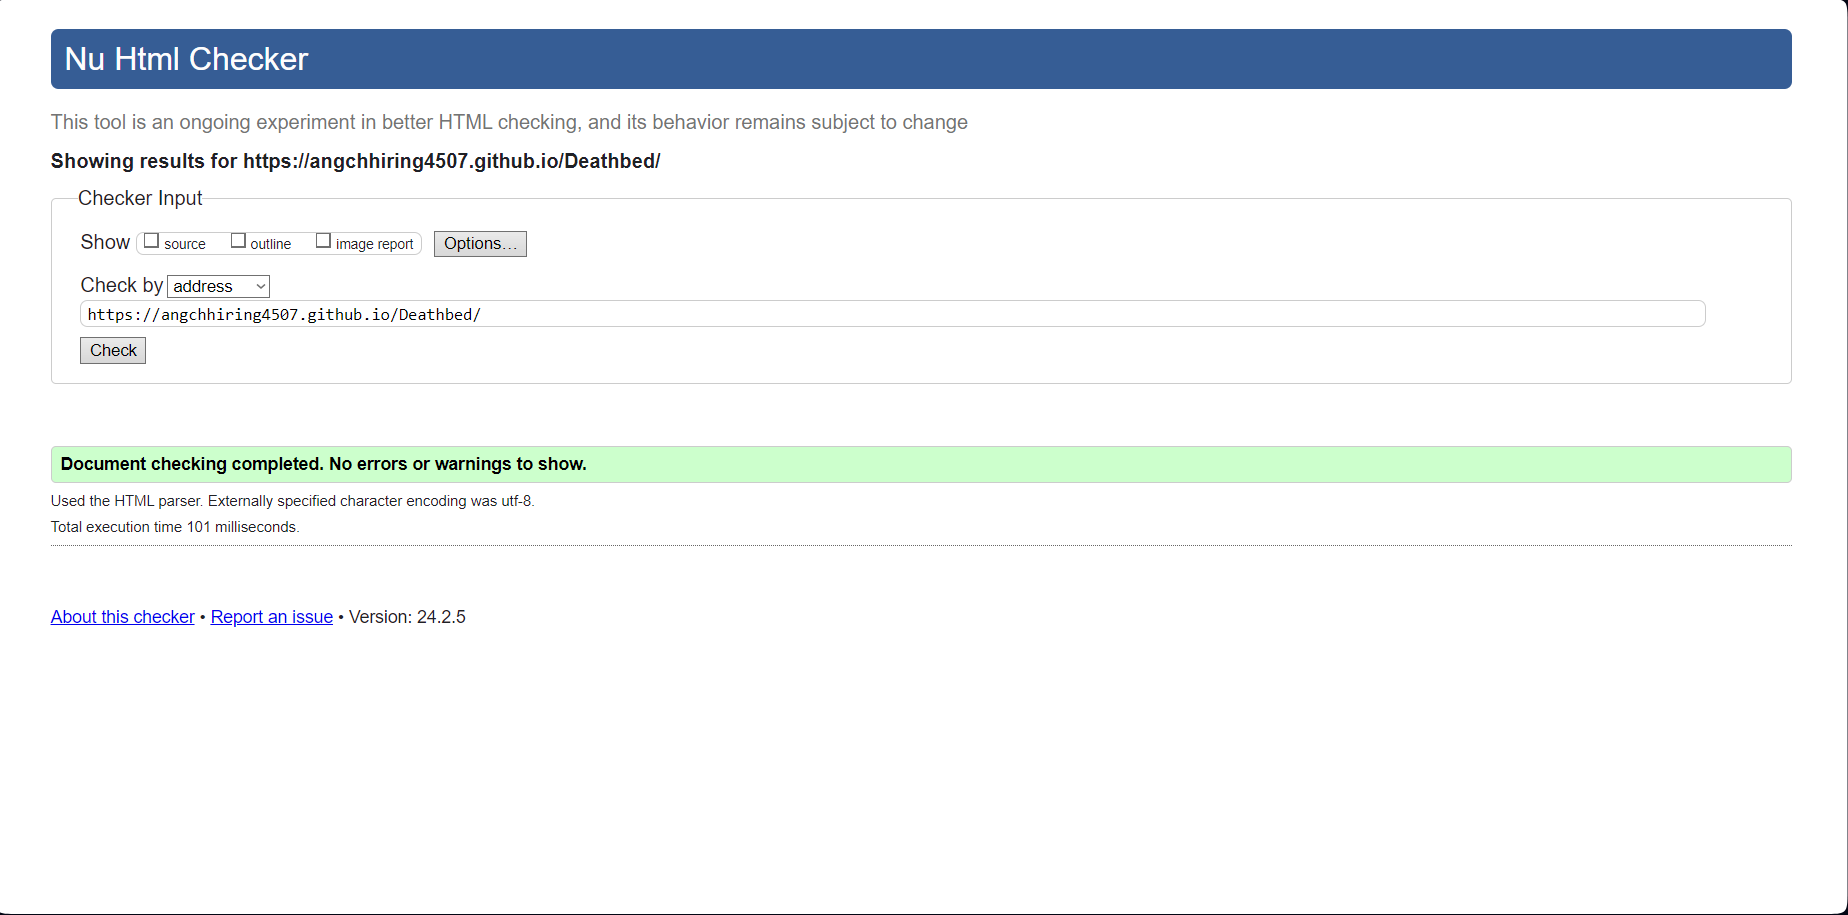 Nu Html Checker
This tool is an ongoing experiment in better HTML checking, and its behavior remains subject to change
Showing results for https://angchhiring4507.github.io/Deathbed/
Checker Input
Show source outline image report Options...
Check by address
https://angchhiring4507.github.io/Deathbed/
Check
Document checking completed. No errors or warnings to show.
Used the HTML parser. Externally specified character encoding was utf-8.
Total execution time 101 milliseconds.
About this checker • Report an issue • Version: 24.2.5